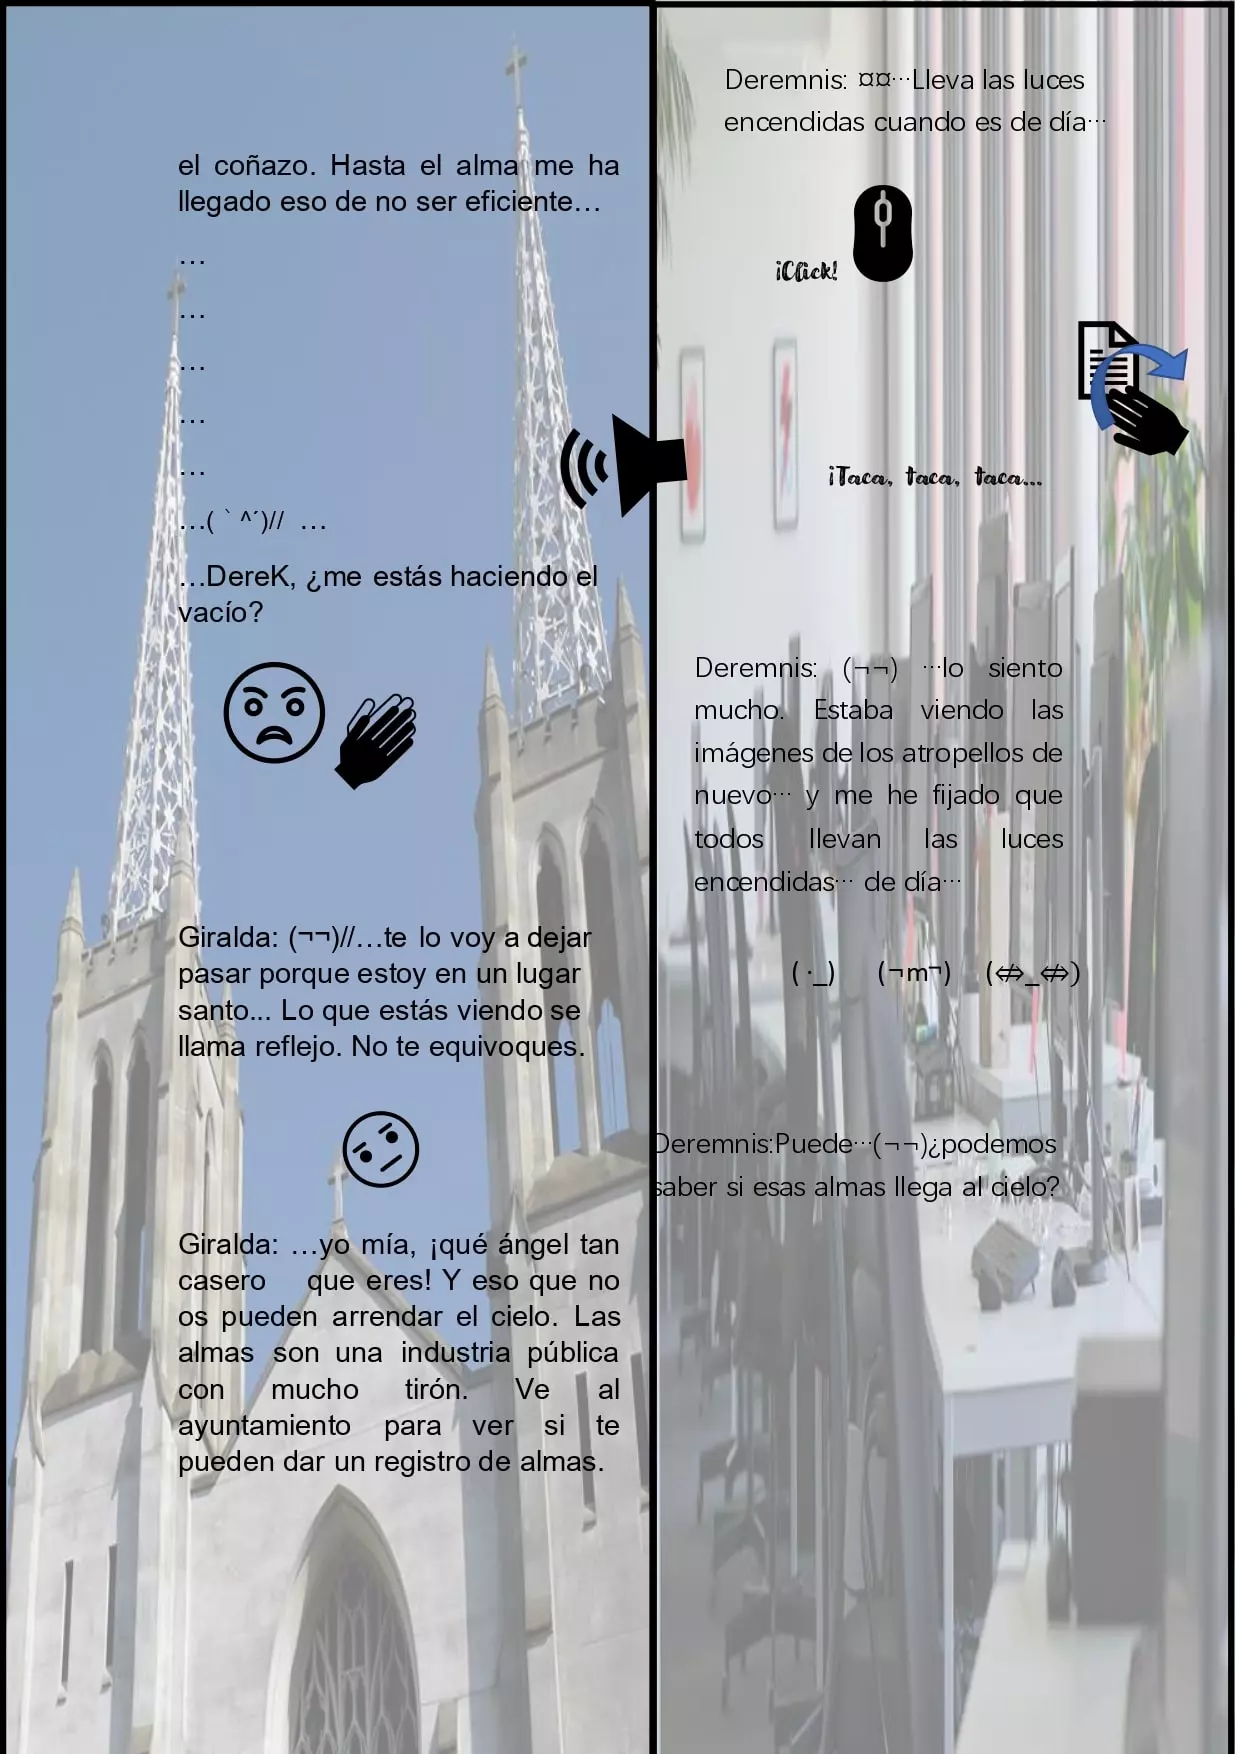 el coñazo. Hasta el alma me ha
llegado eso de no ser eficiente…
…
…
…
…
…
…( ` ^´)// …
…DereK, ¿me estás haciendo el
vacío?
Giralda: (¬¬)//…te lo voy a dejar
pasar porque estoy en un lugar
santo... Lo que estás viendo se
llama reflejo. No te equivoques.
Giralda: …yo mía, ¡qué ángel tan
casero que eres! Y eso que no
os pueden arrendar el cielo. Las
almas son una industria pública
con mucho tirón. Ve al
ayuntamiento para ver si te
pueden dar un registro de almas.
Deremnis: ¤¤…Lleva las luces
encendidas cuando es de día…
¡Click!
¡Taca, taca, taca...
Deremnis: (¬¬) …lo siento
mucho. Estaba viendo las
imágenes de los atropellos de
nuevo… y me he fijado que
todos llevan las luces
encendidas… de día…
( ·_) (¬m¬) (⇎_⇎)
Deremnis:Puede…(¬¬)¿podemos
saber si esas almas llega al cielo?